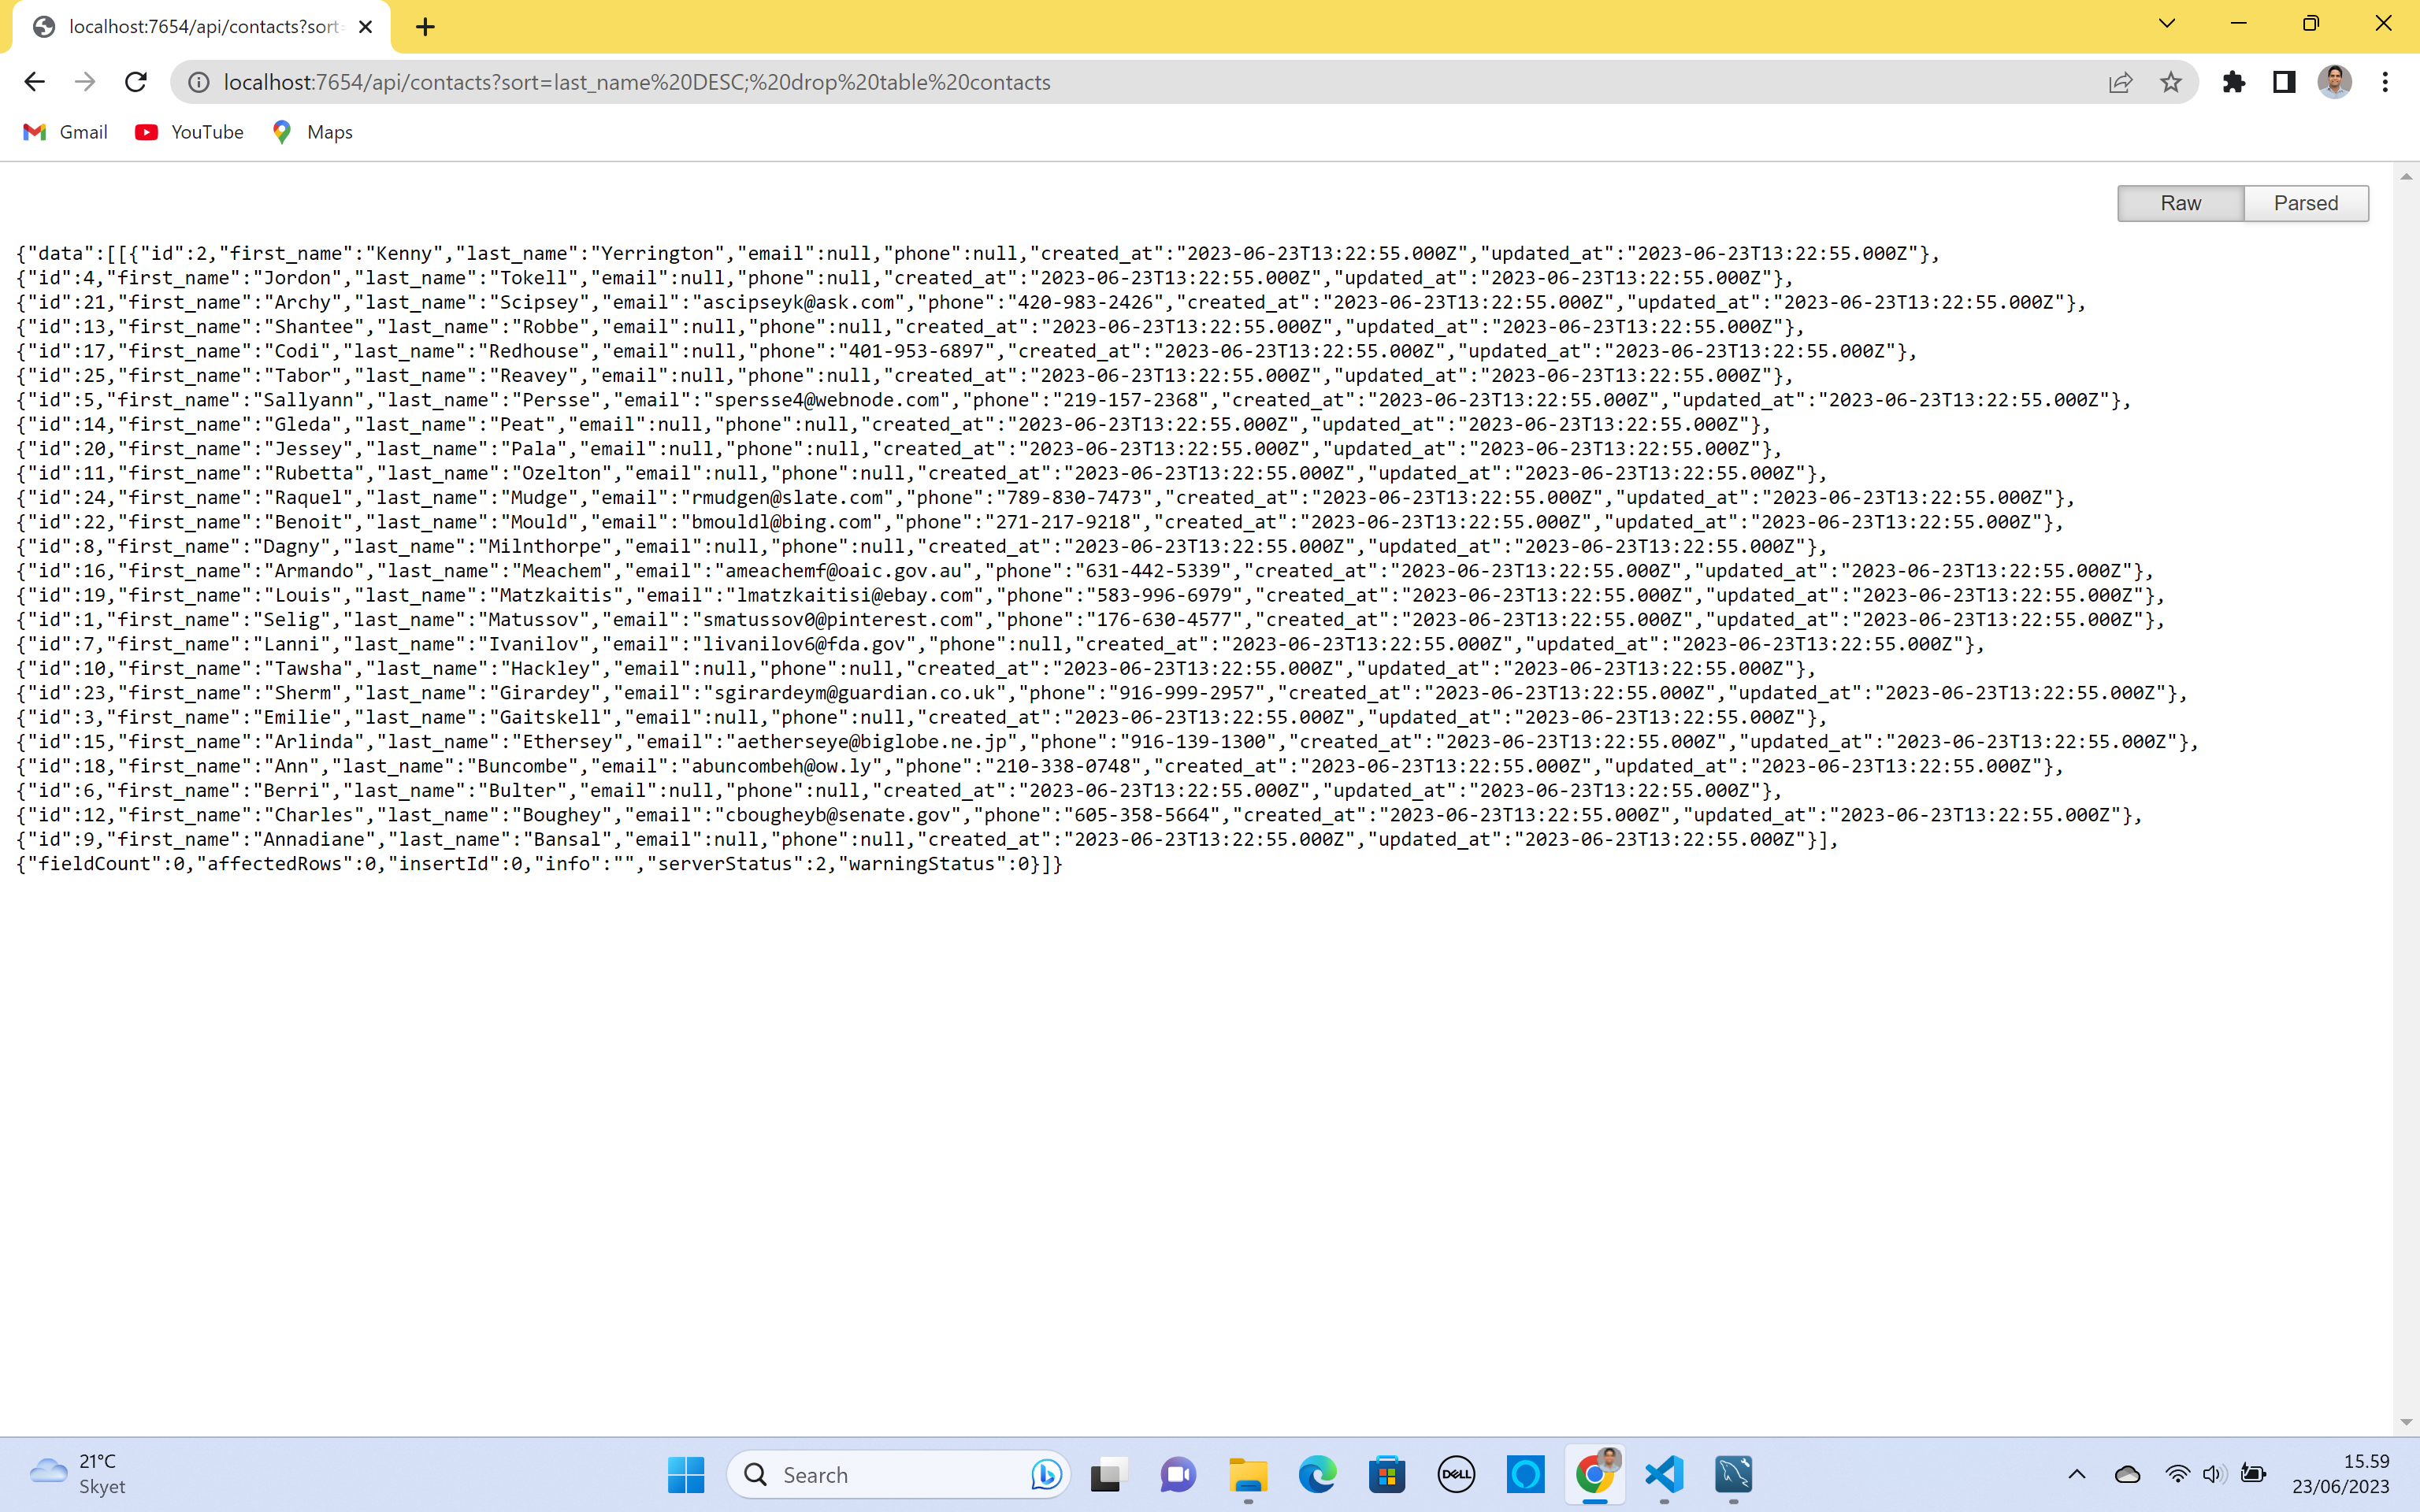 localhost:7654/api/contacts?sort=
localhost:7654/api/contacts?sort=last_name%20DESC;%20drop%20table%20contacts
Gmail YouTube Maps
Raw Parsed
{"data":[[{"id":2,"first_name":"Kenny","last_name":"Yerrington","email":null,"phone":null,"created_at":"2023-06-23T13:22:55.000Z","updated_at":"2023-06-23T13:22:55.000Z"},
{"id":4,"first_name":"Jordon","last_name":"Tokell","email":null,"phone":null,"created_at":"2023-06-23T13:22:55.000Z","updated_at":"2023-06-23T13:22:55.000Z"},
{"id":21,"first_name":"Archy","last_name":"Scipsey","email":"ascipseyk@ask.com","phone":"420-983-2426","created_at":"2023-06-23T13:22:55.000Z","updated_at":"2023-06-23T13:22:55.000Z"},
{"id":13,"first_name":"Shantee","last_name":"Robbe","email":null,"phone":null,"created_at":"2023-06-23T13:22:55.000Z","updated_at":"2023-06-23T13:22:55.000Z"},
{"id":17,"first_name":"Codi","last_name":"Redhouse","email":null,"phone":"401-953-6897","created_at":"2023-06-23T13:22:55.000Z","updated_at":"2023-06-23T13:22:55.000Z"},
{"id":25,"first_name":"Tabor","last_name":"Reavey","email":null,"phone":null,"created_at":"2023-06-23T13:22:55.000Z","updated_at":"2023-06-23T13:22:55.000Z"},
{"id":5,"first_name":"Sallyann","last_name":"Persse","email":"spersse4@webnode.com","phone":"219-157-2368","created_at":"2023-06-23T13:22:55.000Z","updated_at":"2023-06-23T13:22:55.000Z"},
{"id":14,"first_name":"Gleda","last_name":"Peat","email":null,"phone":null,"created_at":"2023-06-23T13:22:55.000Z","updated_at":"2023-06-23T13:22:55.000Z"},
{"id":20,"first_name":"Jessey","last_name":"Pala","email":null,"phone":null,"created_at":"2023-06-23T13:22:55.000Z","updated_at":"2023-06-23T13:22:55.000Z"},
{"id":11,"first_name":"Rubetta","last_name":"Ozelton","email":null,"phone":null,"created_at":"2023-06-23T13:22:55.000Z","updated_at":"2023-06-23T13:22:55.000Z"},
{"id":24,"first_name":"Raquel","last_name":"Mudge","email":"rmudgen@slate.com","phone":"789-830-7473","created_at":"2023-06-23T13:22:55.000Z","updated_at":"2023-06-23T13:22:55.000Z"},
{"id":22,"first_name":"Benoit","last_name":"Mould","email":"bmouldl@bing.com","phone":"271-217-9218","created_at":"2023-06-23T13:22:55.000Z","updated_at":"2023-06-23T13:22:55.000Z"},
{"id":8,"first_name":"Dagny","last_name":"Milnthorpe","email":null,"phone":null,"created_at":"2023-06-23T13:22:55.000Z","updated_at":"2023-06-23T13:22:55.000Z"},
{"id":16,"first_name":"Armando","last_name":"Meachem","email":"ameachemf@oaic.gov.au","phone":"631-442-5339","created_at":"2023-06-23T13:22:55.000Z","updated_at":"2023-06-23T13:22:55.000Z"},
{"id":19,"first_name":"Louis","last_name":"Matzkaitis","email":"lmatzkaitisi@ebay.com","phone":"583-996-6979","created_at":"2023-06-23T13:22:55.000Z","updated_at":"2023-06-23T13:22:55.000Z"},
{"id":1,"first_name":"Selig","last_name":"Matussov","email":"smatussov0@pinterest.com","phone":"176-630-4577","created_at":"2023-06-23T13:22:55.000Z","updated_at":"2023-06-23T13:22:55.000Z"},
{"id":7,"first_name":"Lanni","last_name":"Ivanilov","email":"livanilov6@fda.gov","phone":null,"created_at":"2023-06-23T13:22:55.000Z","updated_at":"2023-06-23T13:22:55.000Z"},
{"id":10,"first_name":"Tawsha","last_name":"Hackley","email":null,"phone":null,"created_at":"2023-06-23T13:22:55.000Z","updated_at":"2023-06-23T13:22:55.000Z"},
{"id":23,"first_name":"Sherm","last_name":"Girardey","email":"sgirardeym@guardian.co.uk","phone":"916-999-2957","created_at":"2023-06-23T13:22:55.000Z","updated_at":"2023-06-23T13:22:55.000Z"},
{"id":3,"first_name":"Emilie","last_name":"Gaitskell","email":null,"phone":null,"created_at":"2023-06-23T13:22:55.000Z","updated_at":"2023-06-23T13:22:55.000Z"},
{"id":15,"first_name":"Arlinda","last_name":"Ethersey","email":"aetherseye@biglobe.ne.jp","phone":"916-139-1300","created_at":"2023-06-23T13:22:55.000Z","updated_at":"2023-06-23T13:22:55.000Z"},
{"id":18,"first_name":"Ann","last_name":"Buncombe","email":"abuncombeh@ow.ly","phone":"210-338-0748","created_at":"2023-06-23T13:22:55.000Z","updated_at":"2023-06-23T13:22:55.000Z"},
{"id":6,"first_name":"Berri","last_name":"Bulter","email":null,"phone":null,"created_at":"2023-06-23T13:22:55.000Z","updated_at":"2023-06-23T13:22:55.000Z"},
{"id":12,"first_name":"Charles","last_name":"Boughey","email":"cbougheyb@senate.gov","phone":"605-358-5664","created_at":"2023-06-23T13:22:55.000Z","updated_at":"2023-06-23T13:22:55.000Z"},
{"id":9,"first_name":"Annadiane","last_name":"Bansal","email":null,"phone":null,"created_at":"2023-06-23T13:22:55.000Z","updated_at":"2023-06-23T13:22:55.000Z"}],
{"fieldCount":0,"affectedRows":0,"insertId":0,"info":"","serverStatus":2,"warningStatus":0}]}
21°C
Skyet
Search
DELL
15.59
23/06/2023